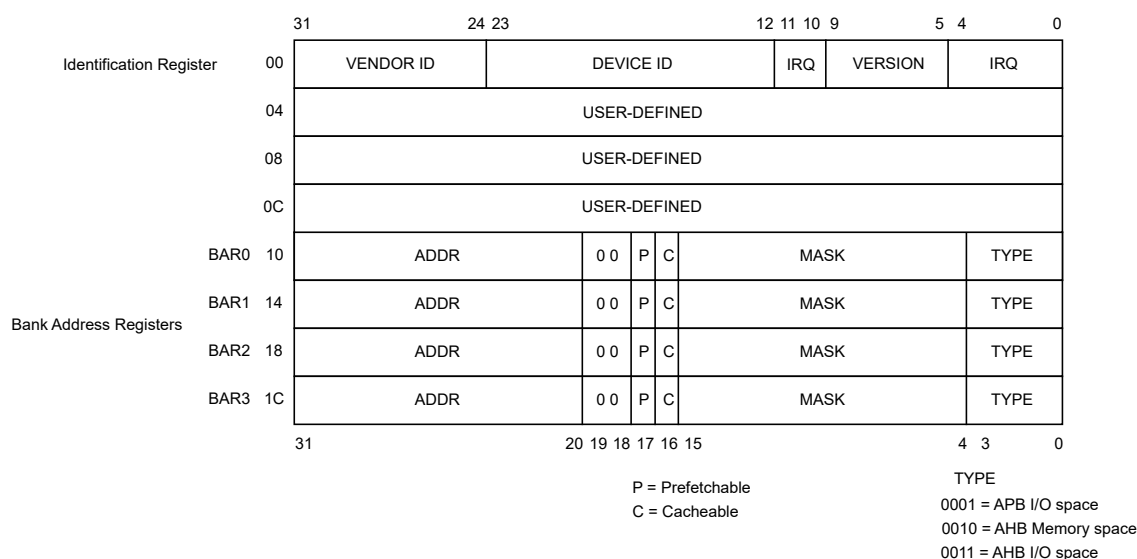 31 24 23 12 11 10 9 5 4 0
Identification Register 00 VENDOR ID DEVICE ID IRQ VERSION IRQ
04 USER-DEFINED
08 USER-DEFINED
0C USER-DEFINED
BAR0 10 ADDR 0 0 P C MASK TYPE
BAR1 14 ADDR 0 0 P C MASK TYPE
Bank Address Registers
BAR2 18 ADDR 0 0 P C MASK TYPE
BAR3 1C ADDR 0 0 P C MASK TYPE
31 20 19 18 17 16 15 4 3 0
P = Prefetchable
C = Cacheable
TYPE
0001 = APB I/O space
0010 = AHB Memory space
0011 = AHB I/O space